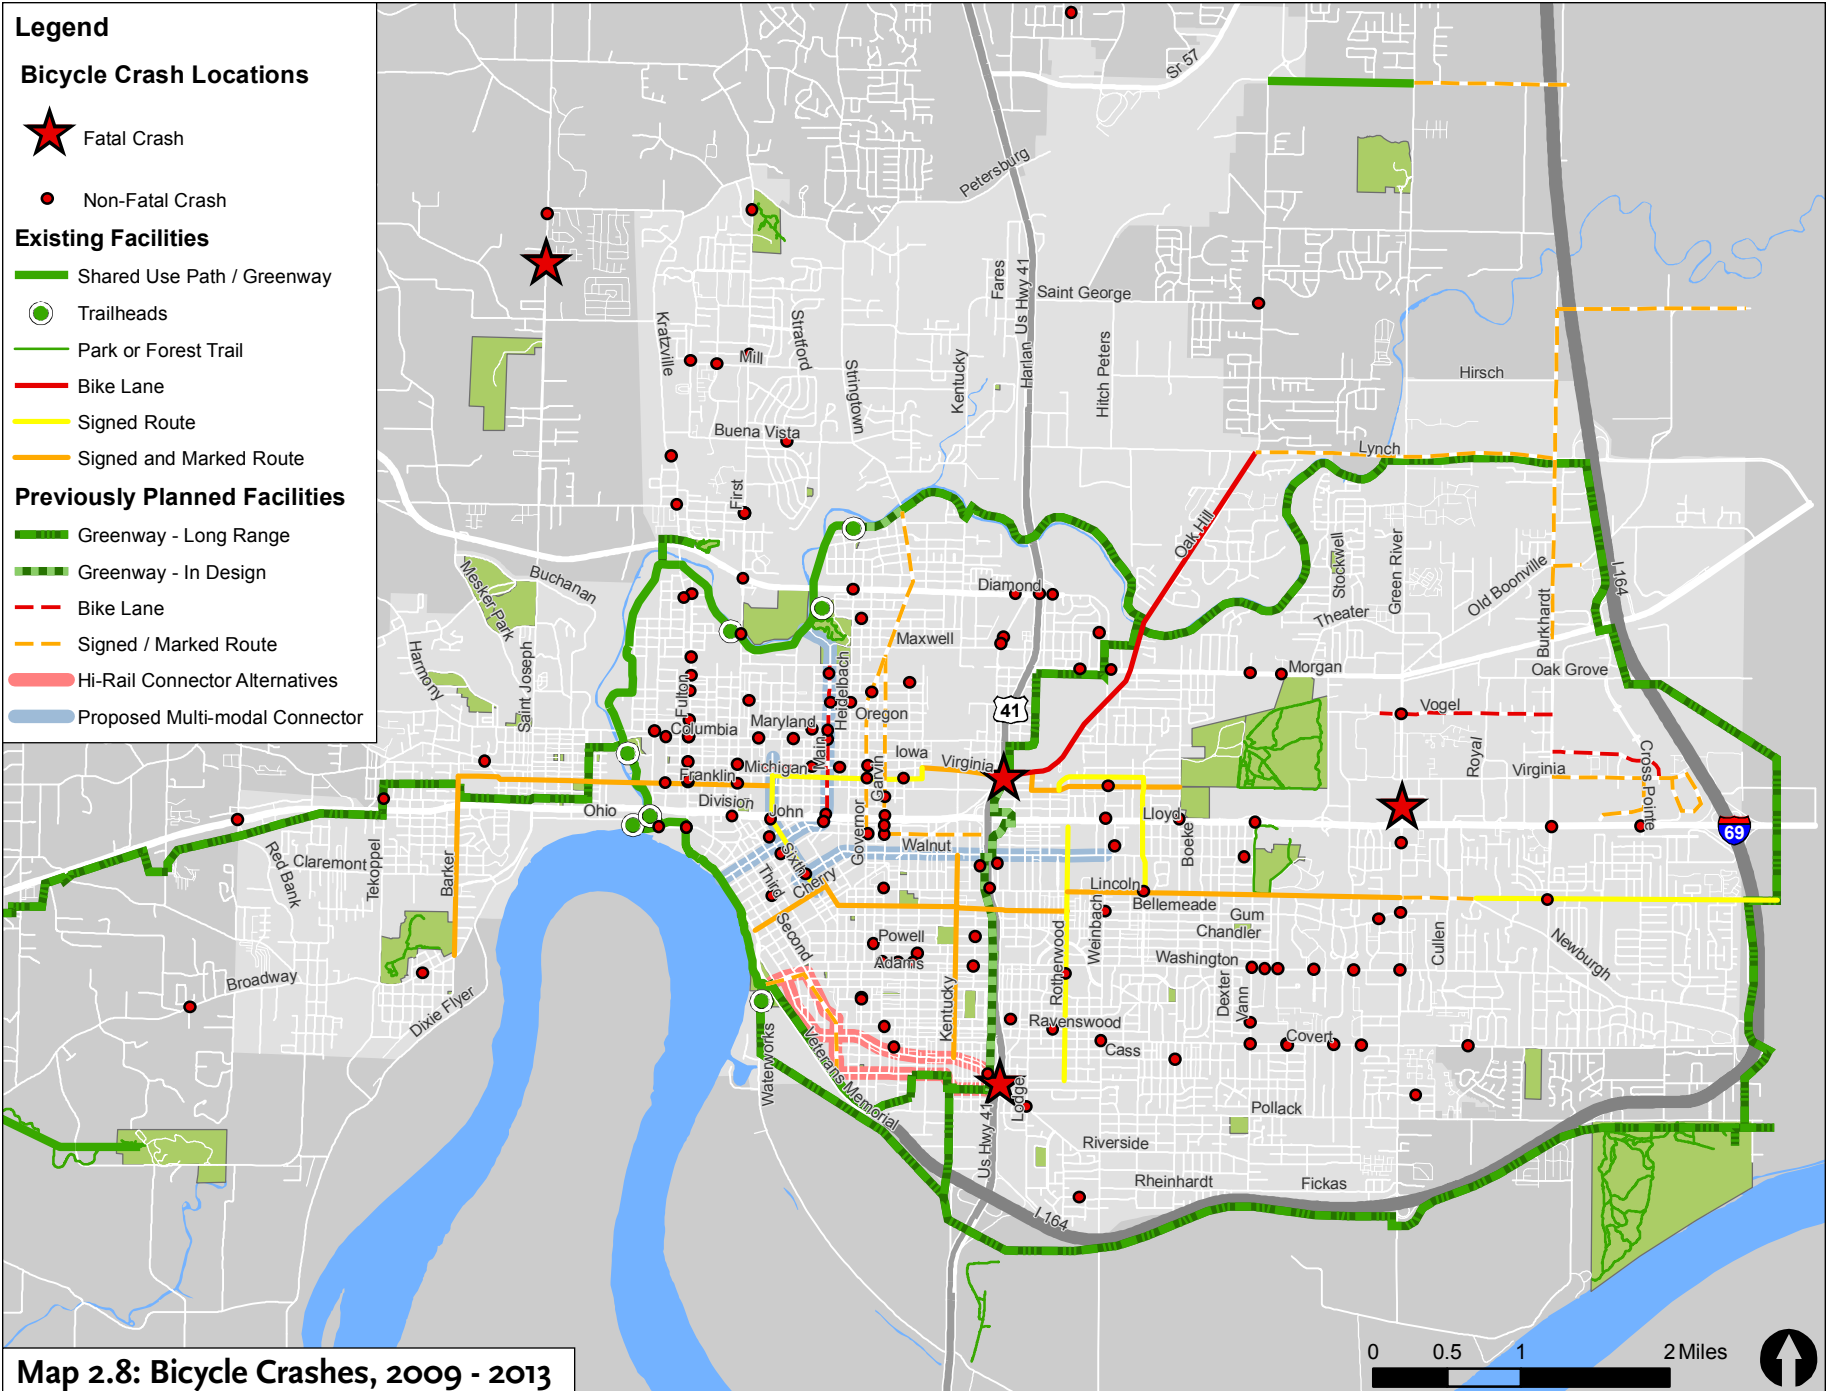 Legend
Bicycle Crash Locations
Fatal Crash
Non-Fatal Crash
Existing Facilities
Shared Use Path / Greenway
Trailheads
Park or Forest Trail
Bike Lane
Signed Route
Signed and Marked Route
Previously Planned Facilities
Greenway - Long Range
Greenway - In Design
Bike Lane
Signed / Marked Route
Hi-Rail Connector Alternatives
Proposed Multi-modal Connector
Sr 57
Petersburg
Fares
Us Hwy 41
Saint George
Kratzville
Stratford
Mill
Stringtown
Kentucky
Harlan
Hitch Peters
Hirsch
Buena Vista
Lynch
First
Oak Hill
Stockwell
Green River
Old Boonville
I 164
Mesker Park
Buchanan
Diamond
Theater
Burkhardt
Harmony
Saint Joseph
Maxwell
Heidelbach
Oak Grove
Morgan
Fulton
41
Vogel
Columbia
Maryland
Oregon
Main
Iowa
Virginia
Royal
Cross Pointe
Franklin
Michigan
Garvin
Virginia
Division
John
Ohio
Lloyd
Boeke
69
Governor
Walnut
Red Bank
Claremont
Tekoppel
Barker
Sixth
Third
Cherry
Lincoln
Bellemeade
Second
Weinbach
Gum
Chandler
Powell
Adams
Rotherwood
Washington
Cullen
Newburgh
Broadway
Dixie Flyer
Kentucky
Dexter
Vann
Ravenswood
Covert
Cass
Waterworks
Veterans Memorial
Lodge
Pollack
Us Hwy 41
Riverside
Rheinhardt
Fickas
I 164
0 0.5 1 2 Miles
Map 2.8: Bicycle Crashes, 2009 - 2013